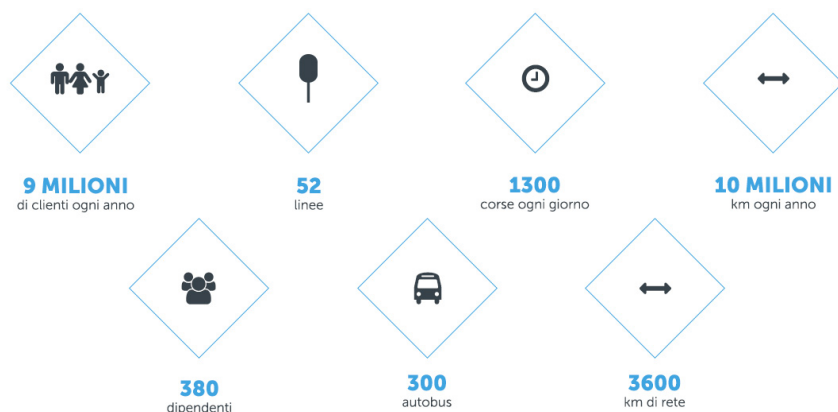 9 MILIONI
di clienti ogni anno
52
linee
1300
corse ogni giorno
10 MILIONI
km ogni anno
380
dipendenti
300
autobus
3600
km di rete